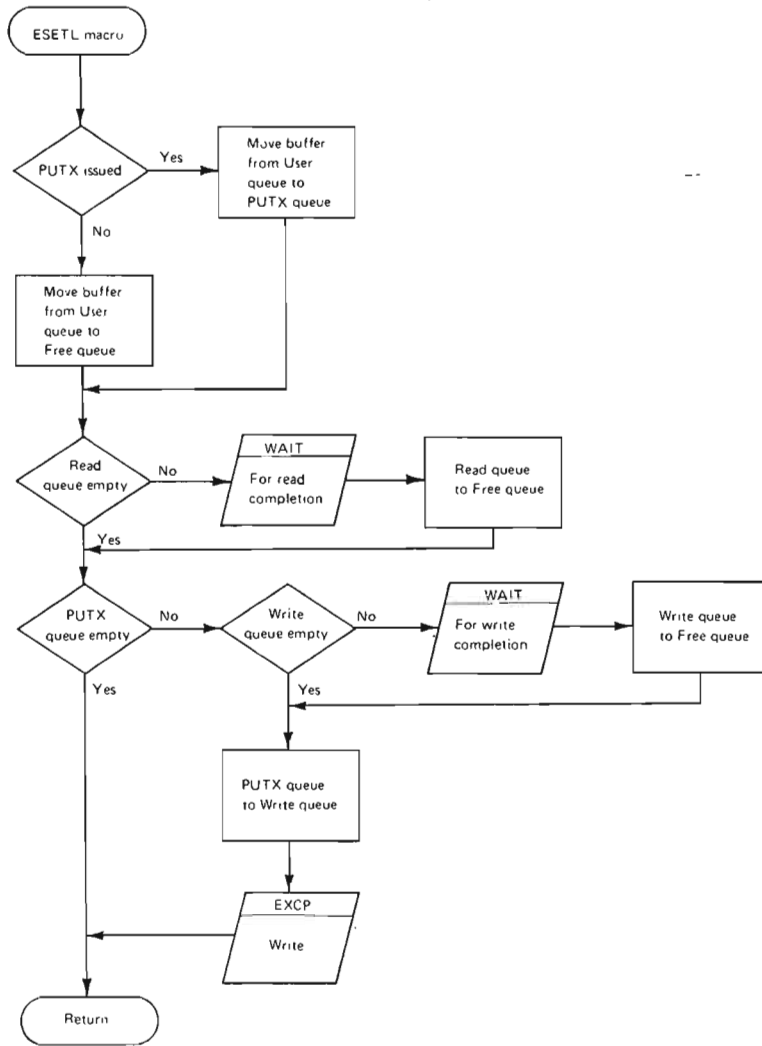 ESETL macro
PUTX issued
Yes
Move buffer
from User
queue to
PUTX queue
No
Move buffer
from User
queue to
Free queue
Read
queue empty
No
WAIT
For read
completion
Read queue
to Free queue
Yes
PUTX
queue empty
No
Write
queue empty
No
WAIT
For write
completion
Write queue
to Free queue
Yes
Yes
PUTX queue
to Write queue
EXCP
Write
Return